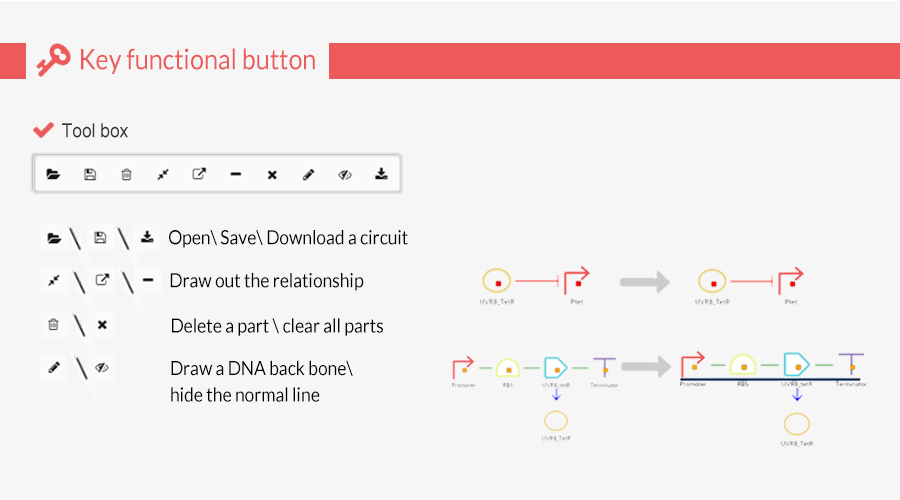 Key functional button
Tool box
Open\ Save\ Download a circuit
Draw out the relationship
Delete a part \ clear all parts
Draw a DNA back bone\
hide the normal line
UVR8_TetR Ptet UVR8_TetR Ptet
Promoter RBS UVR8_tetR Terminator Promoter RBS UVR8_tetR Terminator
UVR8_TetR UVR8_TetR